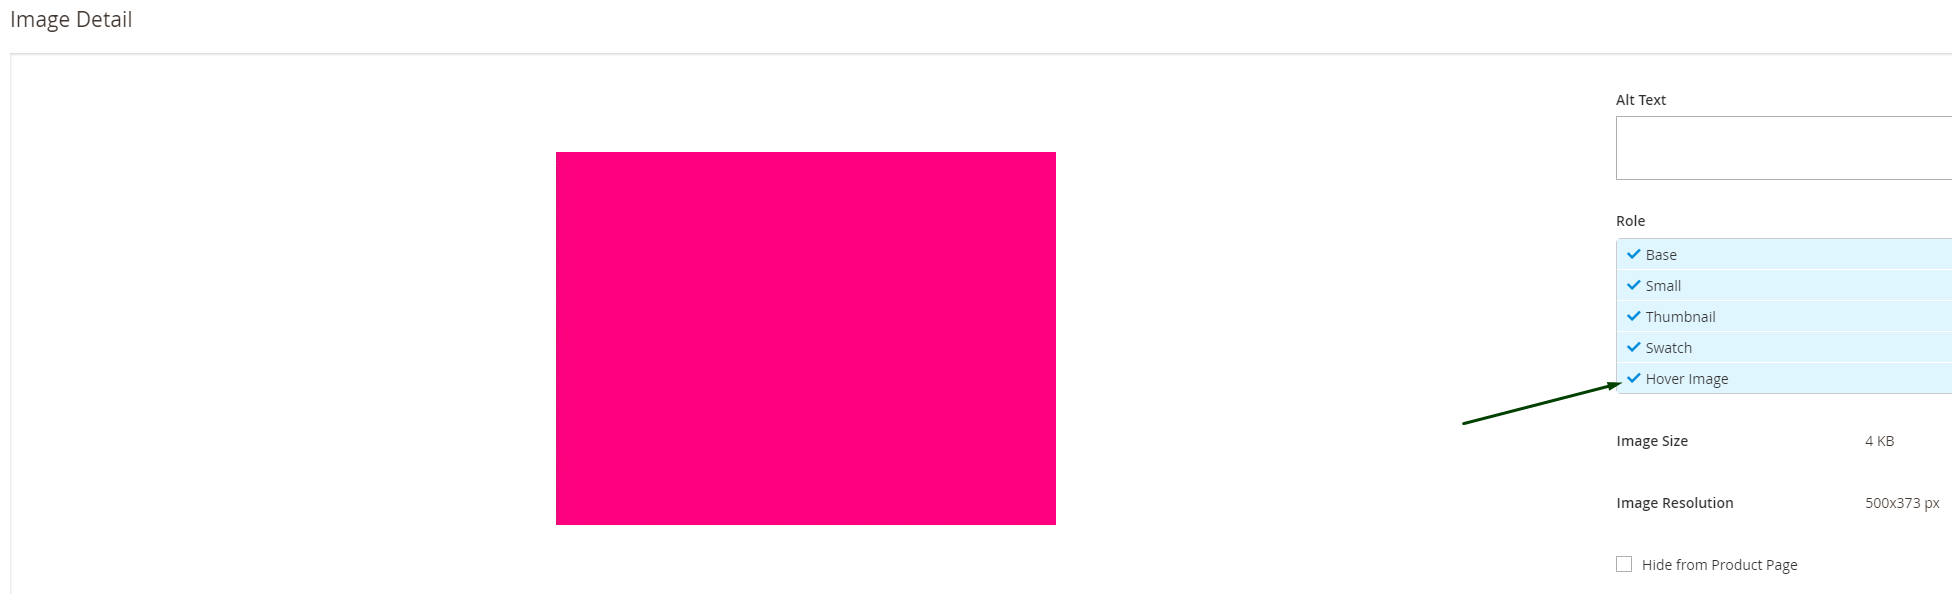 Image Detail
Alt Text
Role
Base
Small
Thumbnail
Swatch
Hover Image
Image Size 4 KB
Image Resolution 500x373 px
Hide from Product Page